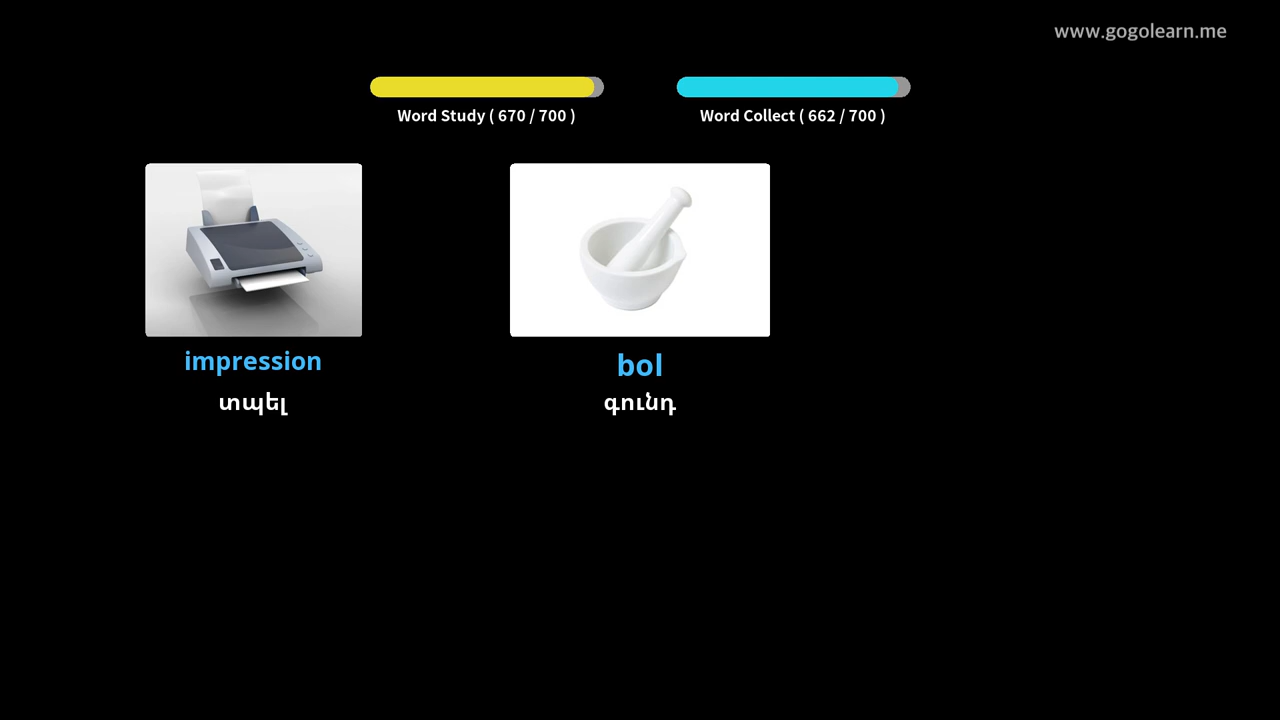 www.gogolearn.me
Word Study ( 670 / 700 )
Word Collect ( 662 / 700 )
impression
տպել
bol
գունդ